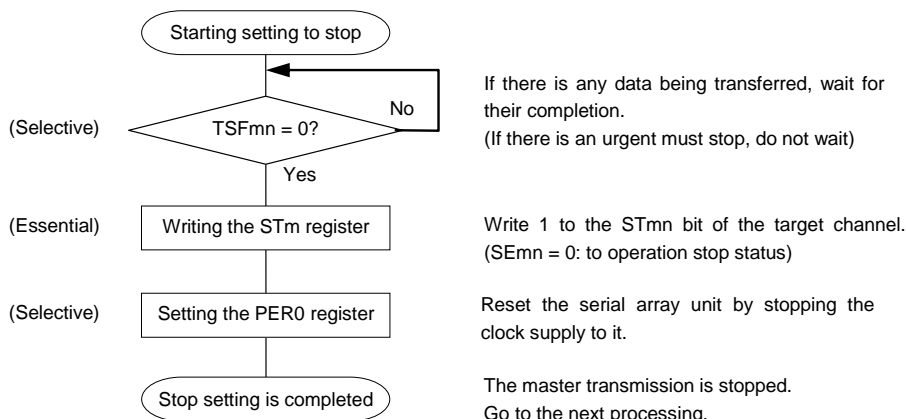 Starting setting to stop
If there is any data being transferred, wait for
No
their completion.
(Selective)
TSFmn = 0?
(If there is an urgent must stop, do not wait)
Yes
(Essential)
Writing the STm register
Write 1 to the STmn bit of the target channel.
(SEmn = 0: to operation stop status)
(Selective)
Setting the PER0 register
Reset the serial array unit by stopping the
clock supply to it.
Stop setting is completed
The master transmission is stopped.
Go to the next processing.